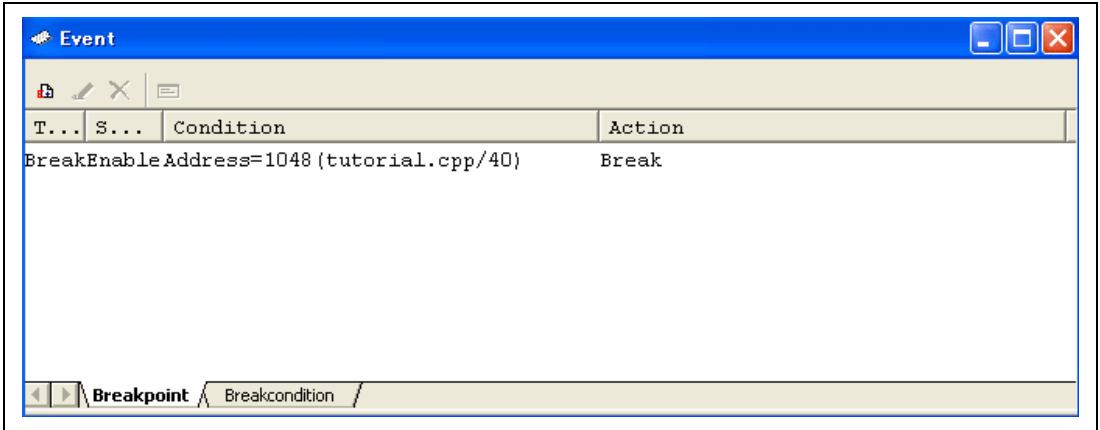 Event
T... S... Condition Action
BreakEnableAddress=1048(tutorial.cpp/40) Break
Breakpoint Breakcondition